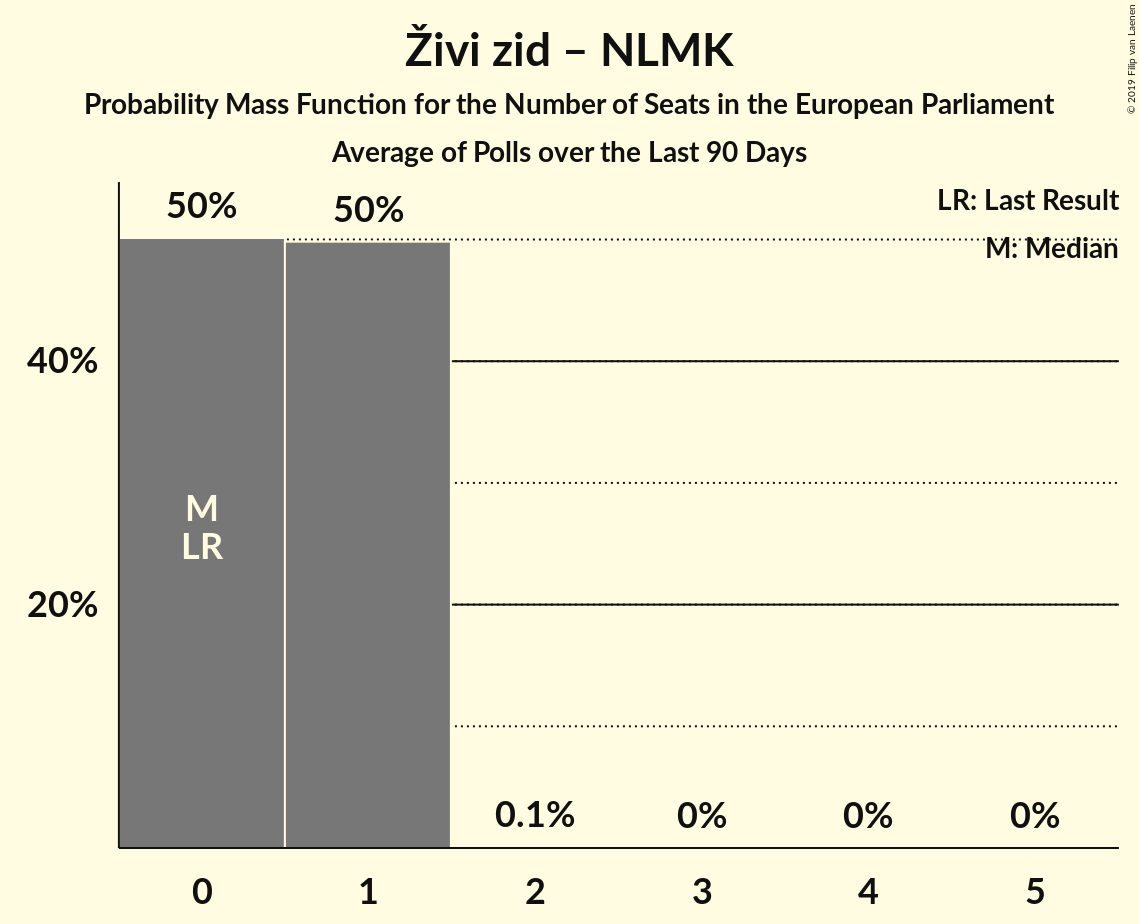 Živi zid – NLMK
Probability Mass Function for the Number of Seats in the European Parliament
Average of Polls over the Last 90 Days
© 2019 Filip van Laenen
LR: Last Result
M: Median
50%
50%
40%
20%
M
LR
0.1%
0%
0%
0%
0
1
2
3
4
5